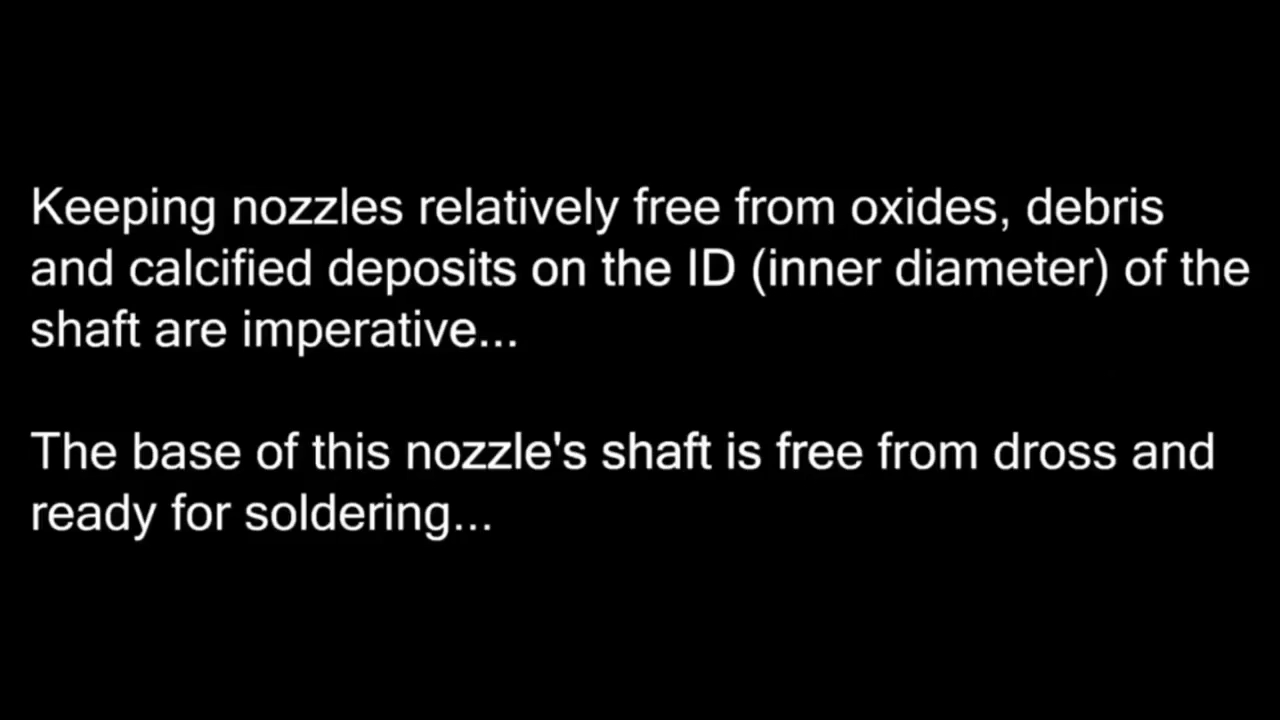 Keeping nozzles relatively free from oxides, debris
and calcified deposits on the ID (inner diameter) of the
shaft are imperative...
The base of this nozzle's shaft is free from dross and
ready for soldering...